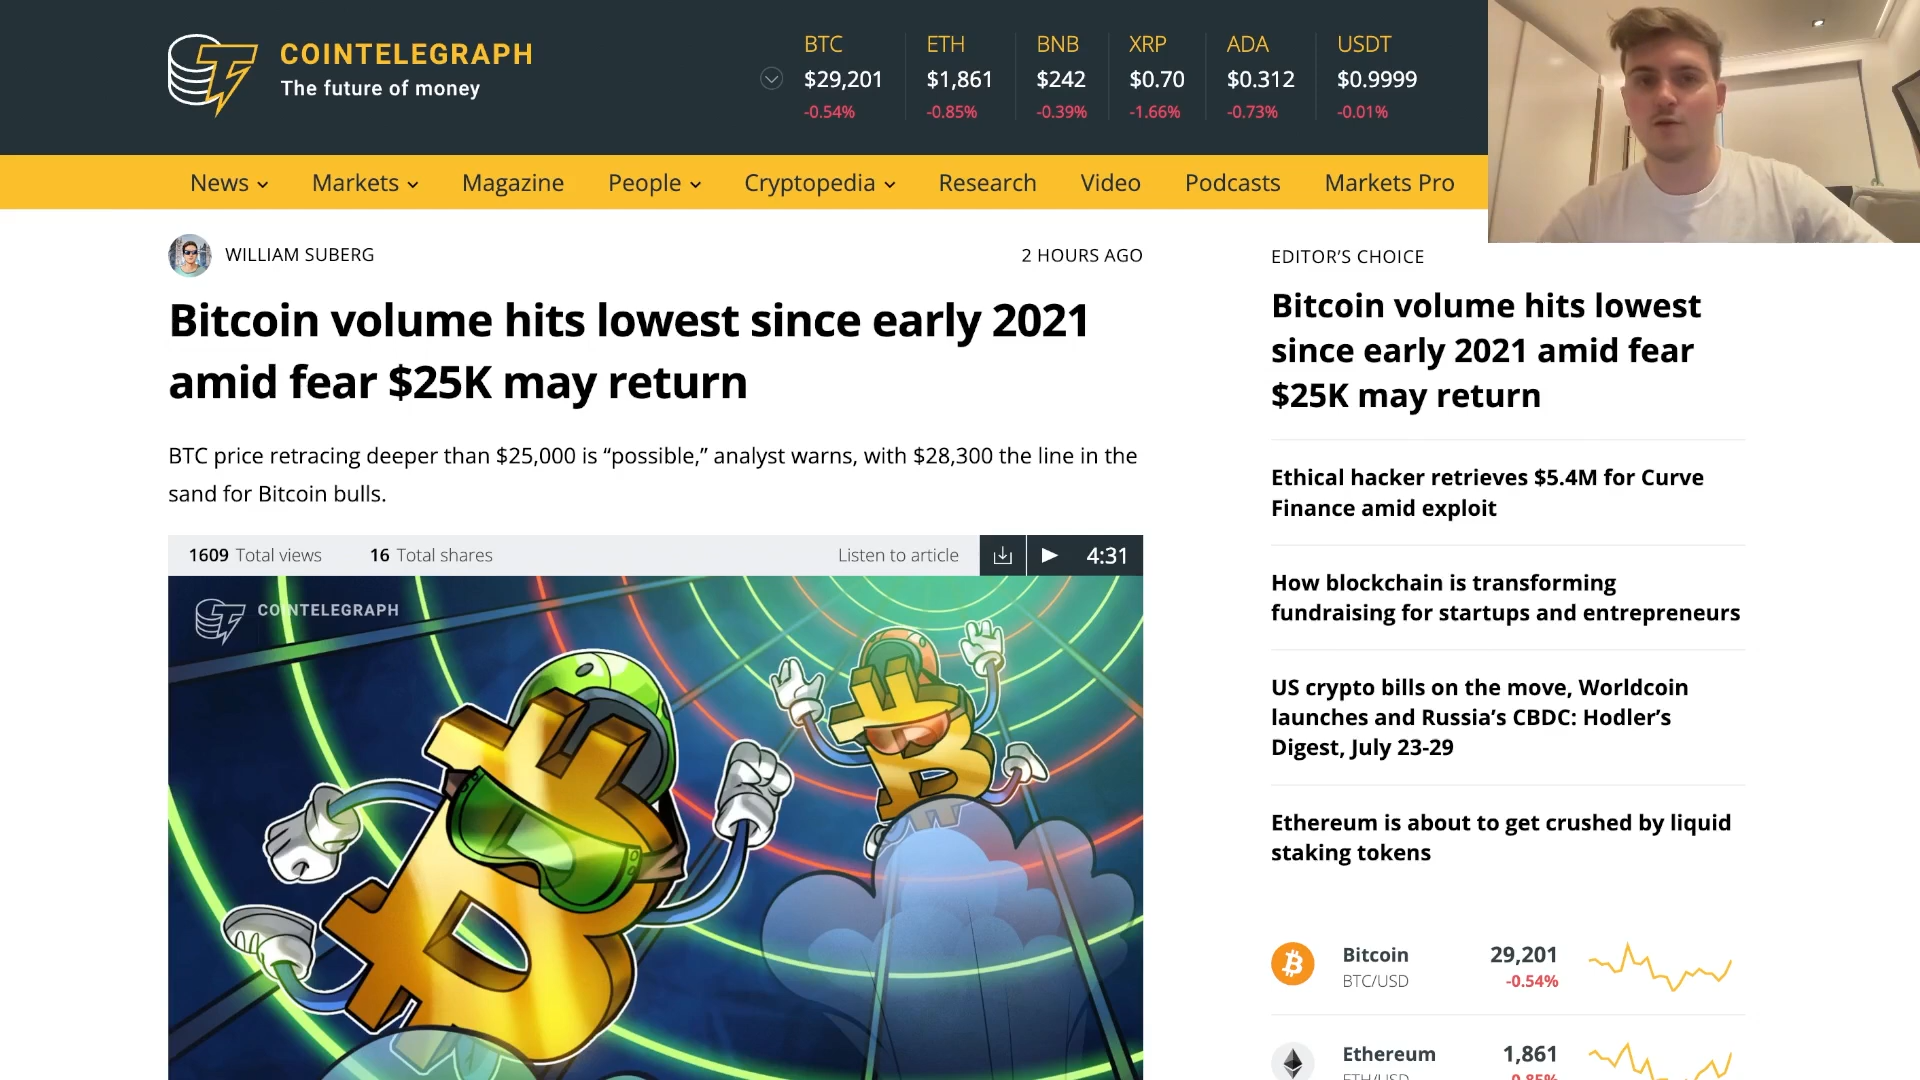 COINTELEGRAPH
The future of money
BTC
$29,201
-0.54%
ETH
$1,861
-0.85%
BNB
$242
-0.39%
XRP
$0.70
-1.66%
ADA
$0.312
-0.73%
USDT
$0.9999
-0.01%
News
Markets
Magazine
People
Cryptopedia
Research
Video
Podcasts
Markets Pro
WILLIAM SUBERG
2 HOURS AGO
Bitcoin volume hits lowest since early 2021
amid fear $25K may return
BTC price retracing deeper than $25,000 is “possible,” analyst warns, with $28,300 the line in the
sand for Bitcoin bulls.
1609 Total views
16 Total shares
Listen to article
4:31
COINTELEGRAPH
EDITOR’S CHOICE
Bitcoin volume hits lowest
since early 2021 amid fear
$25K may return
Ethical hacker retrieves $5.4M for Curve
Finance amid exploit
How blockchain is transforming
fundraising for startups and entrepreneurs
US crypto bills on the move, Worldcoin
launches and Russia’s CBDC: Hodler’s
Digest, July 23-29
Ethereum is about to get crushed by liquid
staking tokens
Bitcoin
BTC/USD
29,201
-0.54%
Ethereum
ETH/USD
1,861
-0.85%